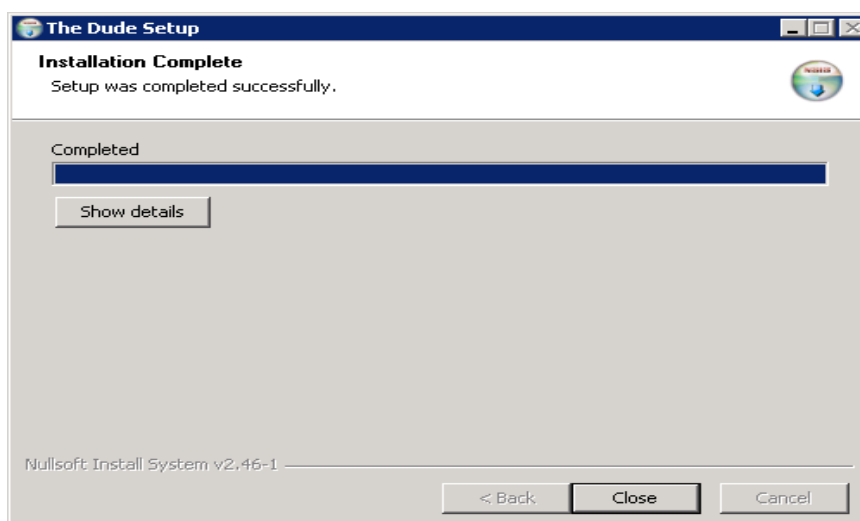 The Dude Setup
Installation Complete
Setup was completed successfully.
Completed
Show details
Nullsoft Install System v2.46-1
< Back
Close
Cancel